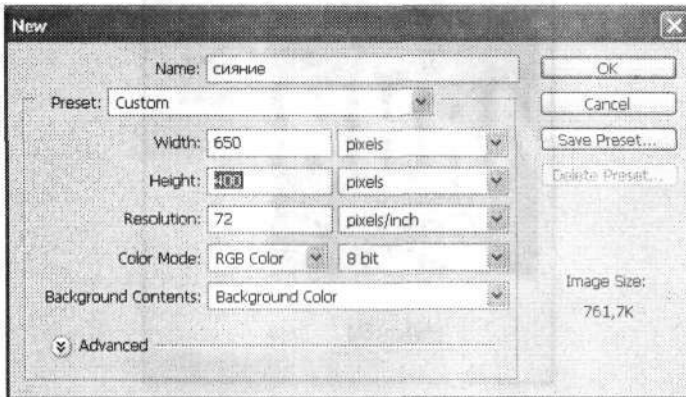 New
Name: сияние
OK
Preset: Custom
Cancel
Width: 650 pixels
Save Preset...
Height: 400 pixels
Delete Preset...
Resolution: 72 pixels/inch
Color Mode: RGB Color 8 bit
Image Size:
Background Contents: Background Color
761,7K
Advanced